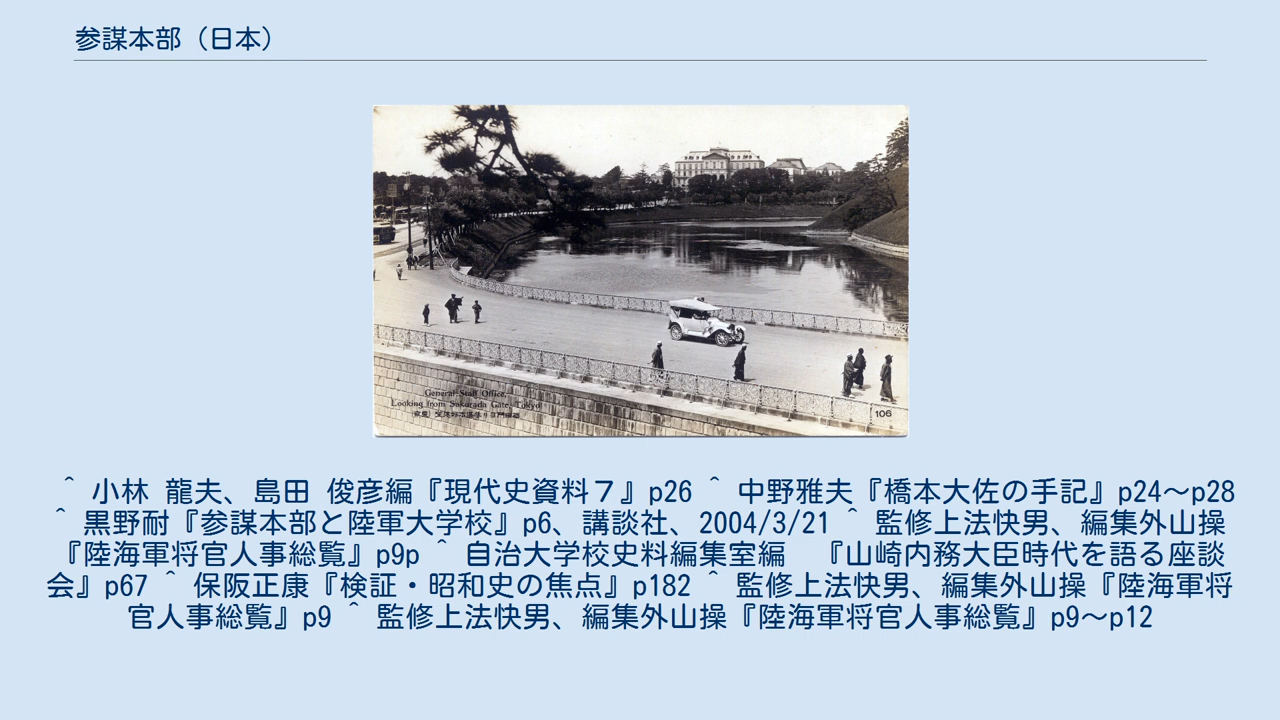 参謀本部（日本）
General Staff Office,
Looking from Sakurada Gate, Tokyo
106
^ 小林 龍夫、島田 俊彦編『現代史資料７』p26 ^ 中野雅夫『橋本大佐の手記』p24～p28
^ 黒野耐『参謀本部と陸軍大学校』p6、講談社、2004/3/21 ^ 監修上法快男、編集外山操
『陸海軍将官人事総覧』p9p ^ 自治大学校史料編集室編　『山崎内務大臣時代を語る座談
会』p67 ^ 保阪正康『検証・昭和史の焦点』p182 ^ 監修上法快男、編集外山操『陸海軍将
官人事総覧』p9 ^ 監修上法快男、編集外山操『陸海軍将官人事総覧』p9～p12